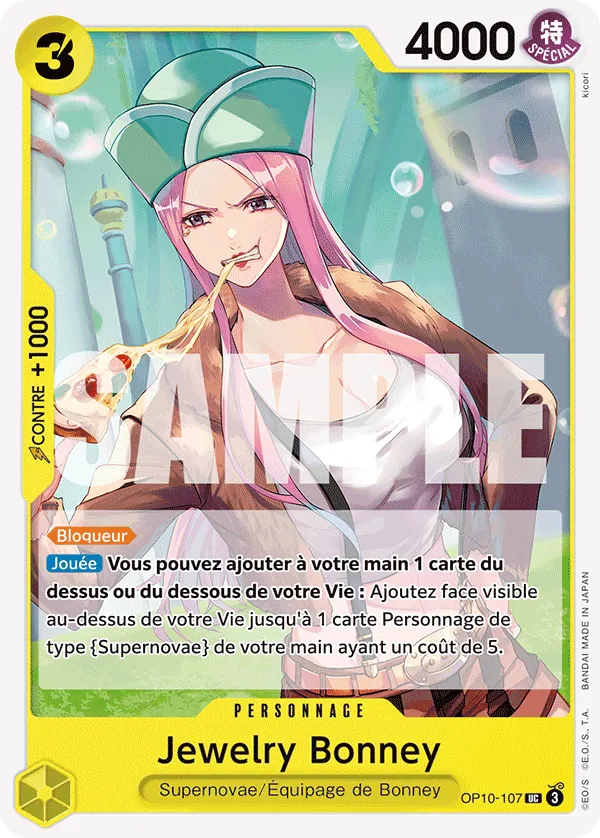 3
4000
特
SPÉCIAL
kicori
CONTRE +1000
SAMPLE
Bloqueur
Jouée Vous pouvez ajouter à votre main 1 carte du
dessus ou du dessous de votre Vie : Ajoutez face visible
au-dessus de votre Vie jusqu'à 1 carte Personnage de
type {Supernovae} de votre main ayant un coût de 5.
BANDAI MADE IN JAPAN
©E.O./S., T.A.
©EO/S
PERSONNAGE
Jewelry Bonney
Supernovae/Équipage de Bonney
OP10-107 UC 3